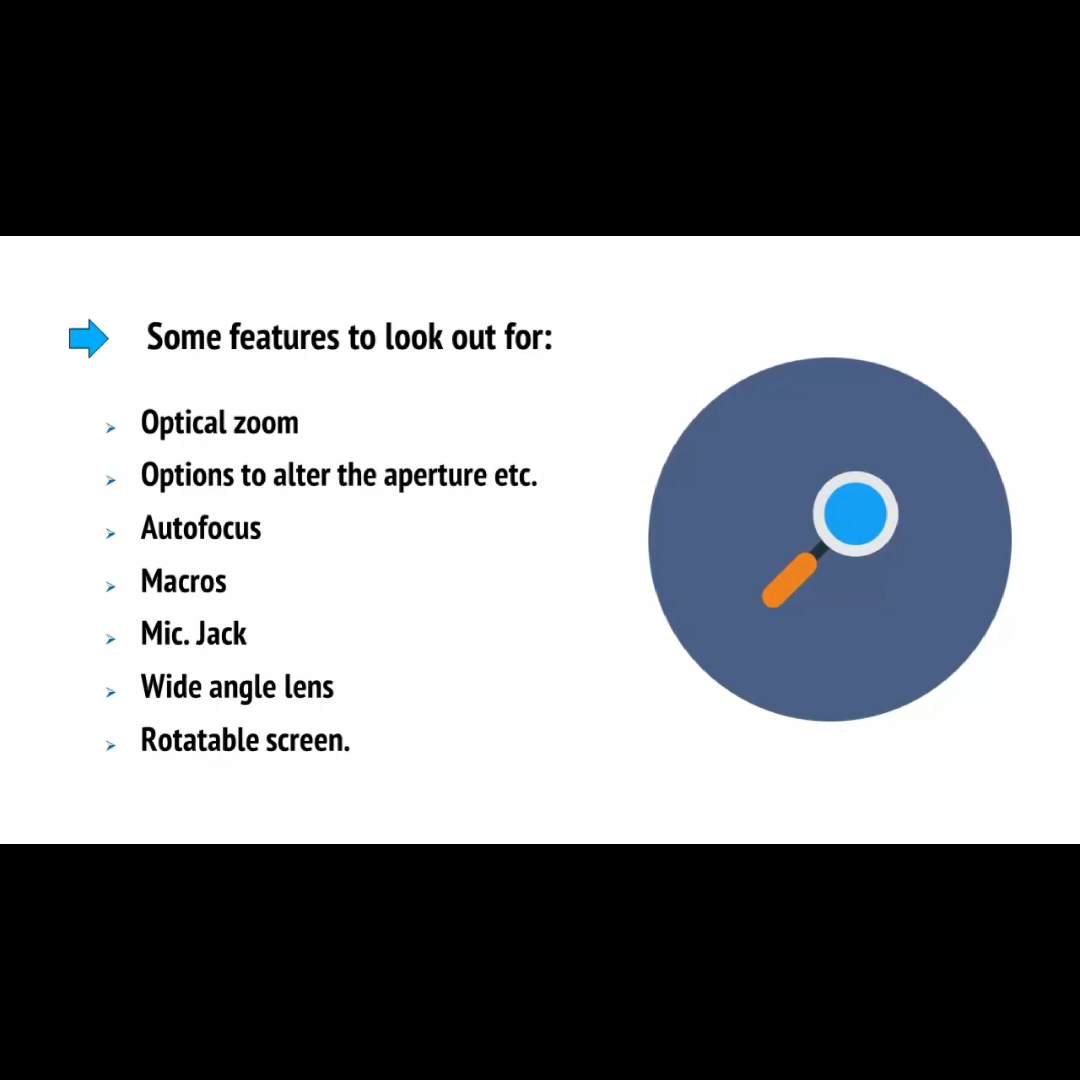 Some features to look out for:
Optical zoom
Options to alter the aperture etc.
Autofocus
Macros
Mic. Jack
Wide angle lens
Rotatable screen.